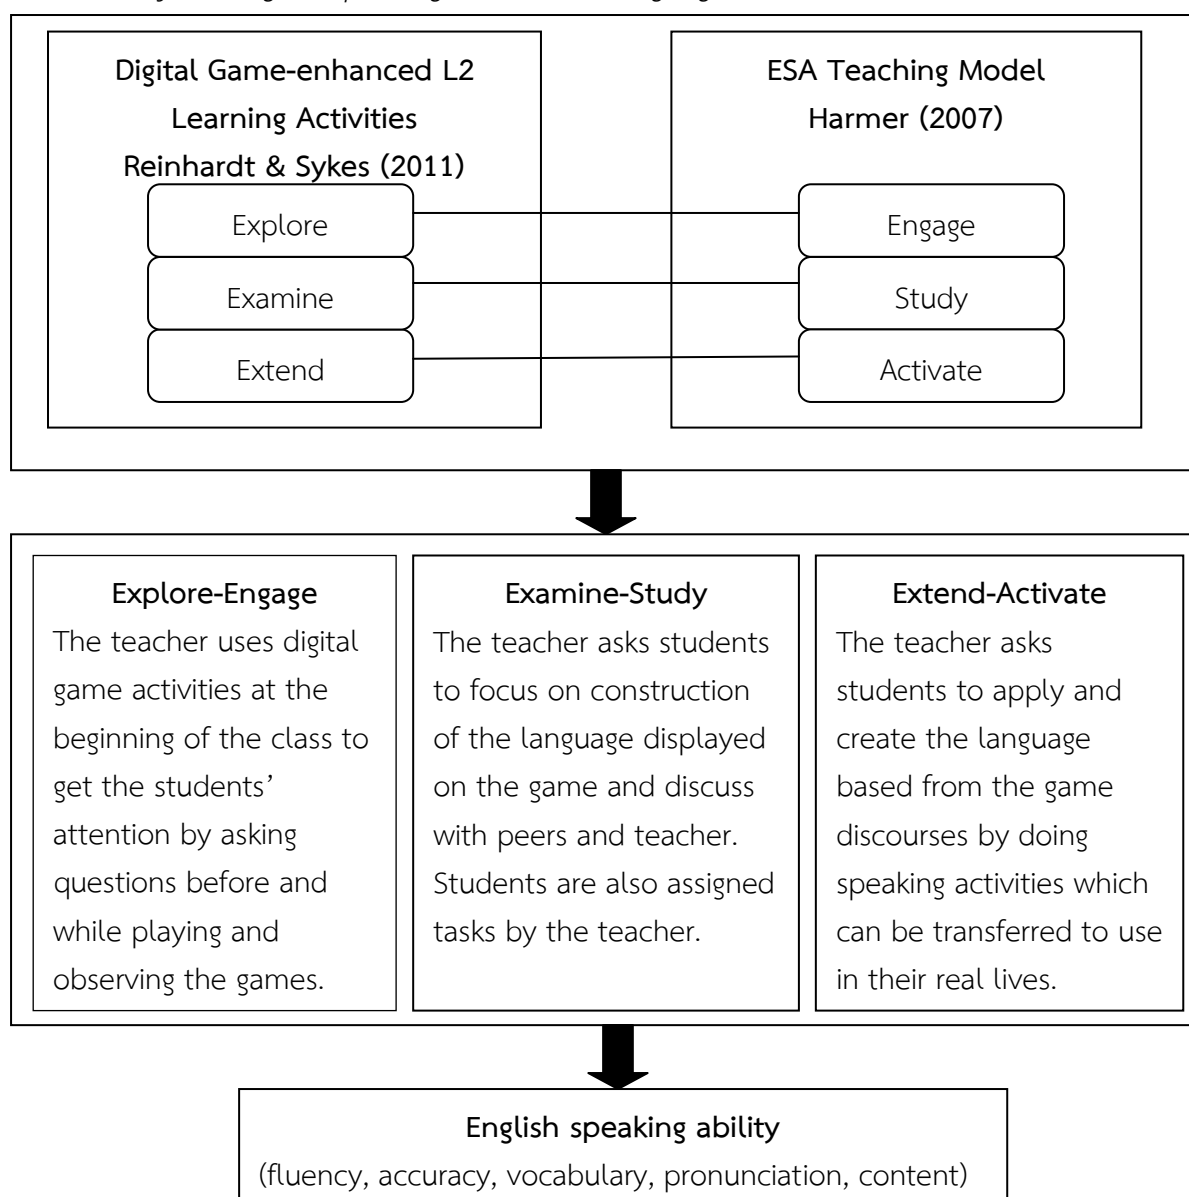 Digital Game-enhanced L2
Learning Activities
Reinhardt & Sykes (2011)
Explore
Examine
Extend
ESA Teaching Model
Harmer (2007)
Engage
Study
Activate
Explore-Engage
The teacher uses digital
game activities at the
beginning of the class to
get the students’
attention by asking
questions before and
while playing and
observing the games.
Examine-Study
The teacher asks students
to focus on construction
of the language displayed
on the game and discuss
with peers and teacher.
Students are also assigned
tasks by the teacher.
Extend-Activate
The teacher asks
students to apply and
create the language
based from the game
discourses by doing
speaking activities which
can be transferred to use
in their real lives.
English speaking ability
(fluency, accuracy, vocabulary, pronunciation, content)